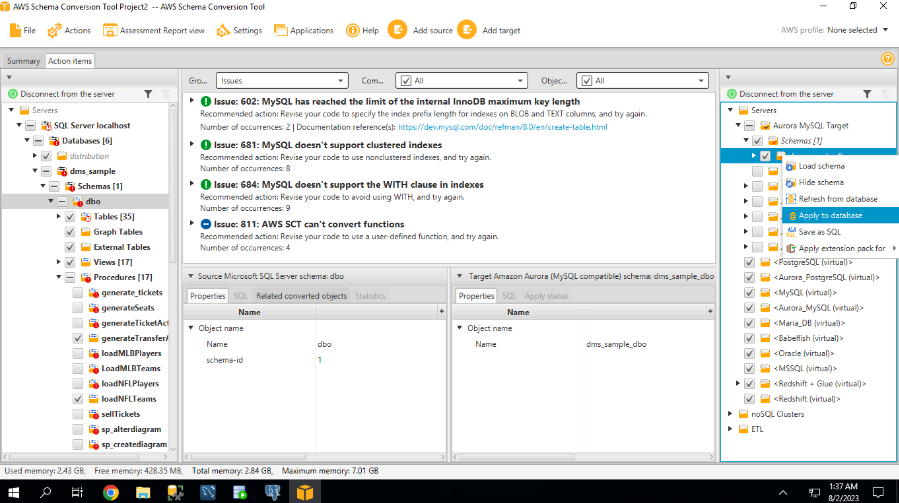 AWS Schema Conversion Tool Project2 -- AWS Schema Conversion Tool
File Actions Assessment Report view Settings Applications Help Add source Add target AWS profile: None selected
Summary Action items
Disconnect from the server
Servers
SQL Server localhost
Databases [6]
distribution
dms_sample
Schemas [1]
dbo
Tables [35]
Graph Tables
External Tables
Views [17]
Procedures [17]
generate_tickets
generateSeats
generateTicketAct
generateTransferA
loadMLBPlayers
LoadMLBTeams
loadNFLPlayers
loadNFLTeams
sellTickets
sp_alterdiagram
sp_creatediagram
Gro... Issues Com... All Objec... All
Issue: 602: MySQL has reached the limit of the internal InnoDB maximum key length
Recommended action: Revise your code to specify the index prefix length for indexes on BLOB and TEXT columns, and try again.
Number of occurrences: 2 | Documentation reference(s): https://dev.mysql.com/doc/refman/8.0/en/create-table.html
Issue: 681: MySQL doesn't support clustered indexes
Recommended action: Revise your code to use nonclustered indexes, and try again.
Number of occurrences: 8
Issue: 684: MySQL doesn't support the WITH clause in indexes
Recommended action: Revise your code to avoid using WITH, and try again.
Number of occurrences: 9
Issue: 811: AWS SCT can't convert functions
Recommended action: Revise your code to use a user-defined function, and try again.
Number of occurrences: 4
Source Microsoft SQL Server schema: dbo
Properties SQL Related converted objects Statistics
Name
Object name
Name dbo
schema-id 1
Target Amazon Aurora (MySQL compatible) schema: dms_sample_dbo
Properties SQL Apply status
Name
Object name
Name dms_sample_dbo
Disconnect from the server
Servers
Aurora MySQL Target
Schemas [1]
Load schema
Hide schema
Refresh from database
Apply to database
Save as SQL
Apply extension pack for
<PostgreSQL (virtual)>
<Aurora_PostgreSQL (virtual)>
<MySQL (virtual)>
<Aurora_MySQL (virtual)>
<Maria_DB (virtual)>
<Babelfish (virtual)>
<Oracle (virtual)>
<MSSQL (virtual)>
<Redshift + Glue (virtual)>
<Redshift (virtual)>
noSQL Clusters
ETL
Used memory: 2.43 GB, Free memory: 428.35 MB, Total memory: 2.84 GB, Maximum memory: 7.01 GB
1:37 AM
8/2/2023